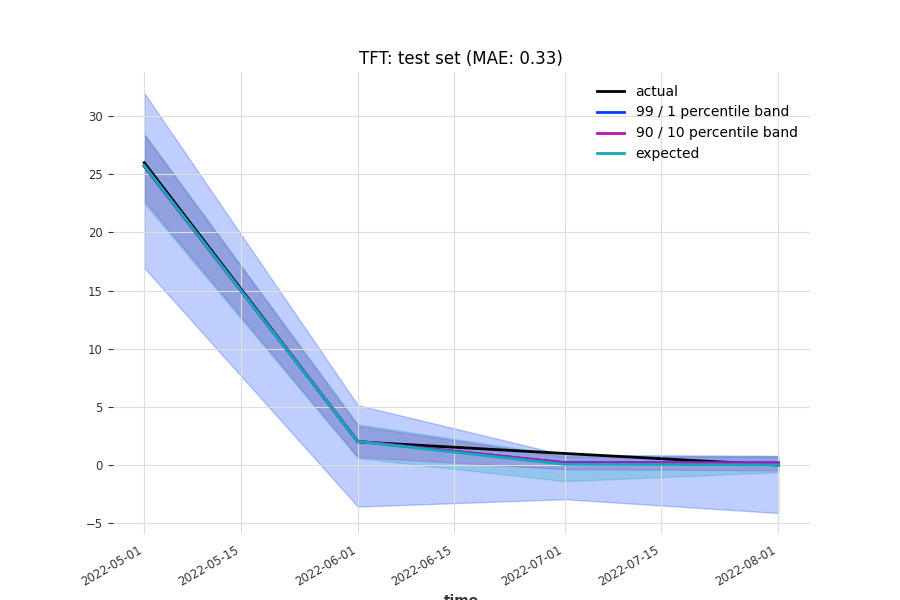 TFT: test set (MAE: 0.33)
actual
99 / 1 percentile band
90 / 10 percentile band
expected
30
25
20
15
10
5
0
−5
2022-05-01
2022-05-15
2022-06-01
2022-06-15
2022-07-01
2022-07-15
2022-08-01
time